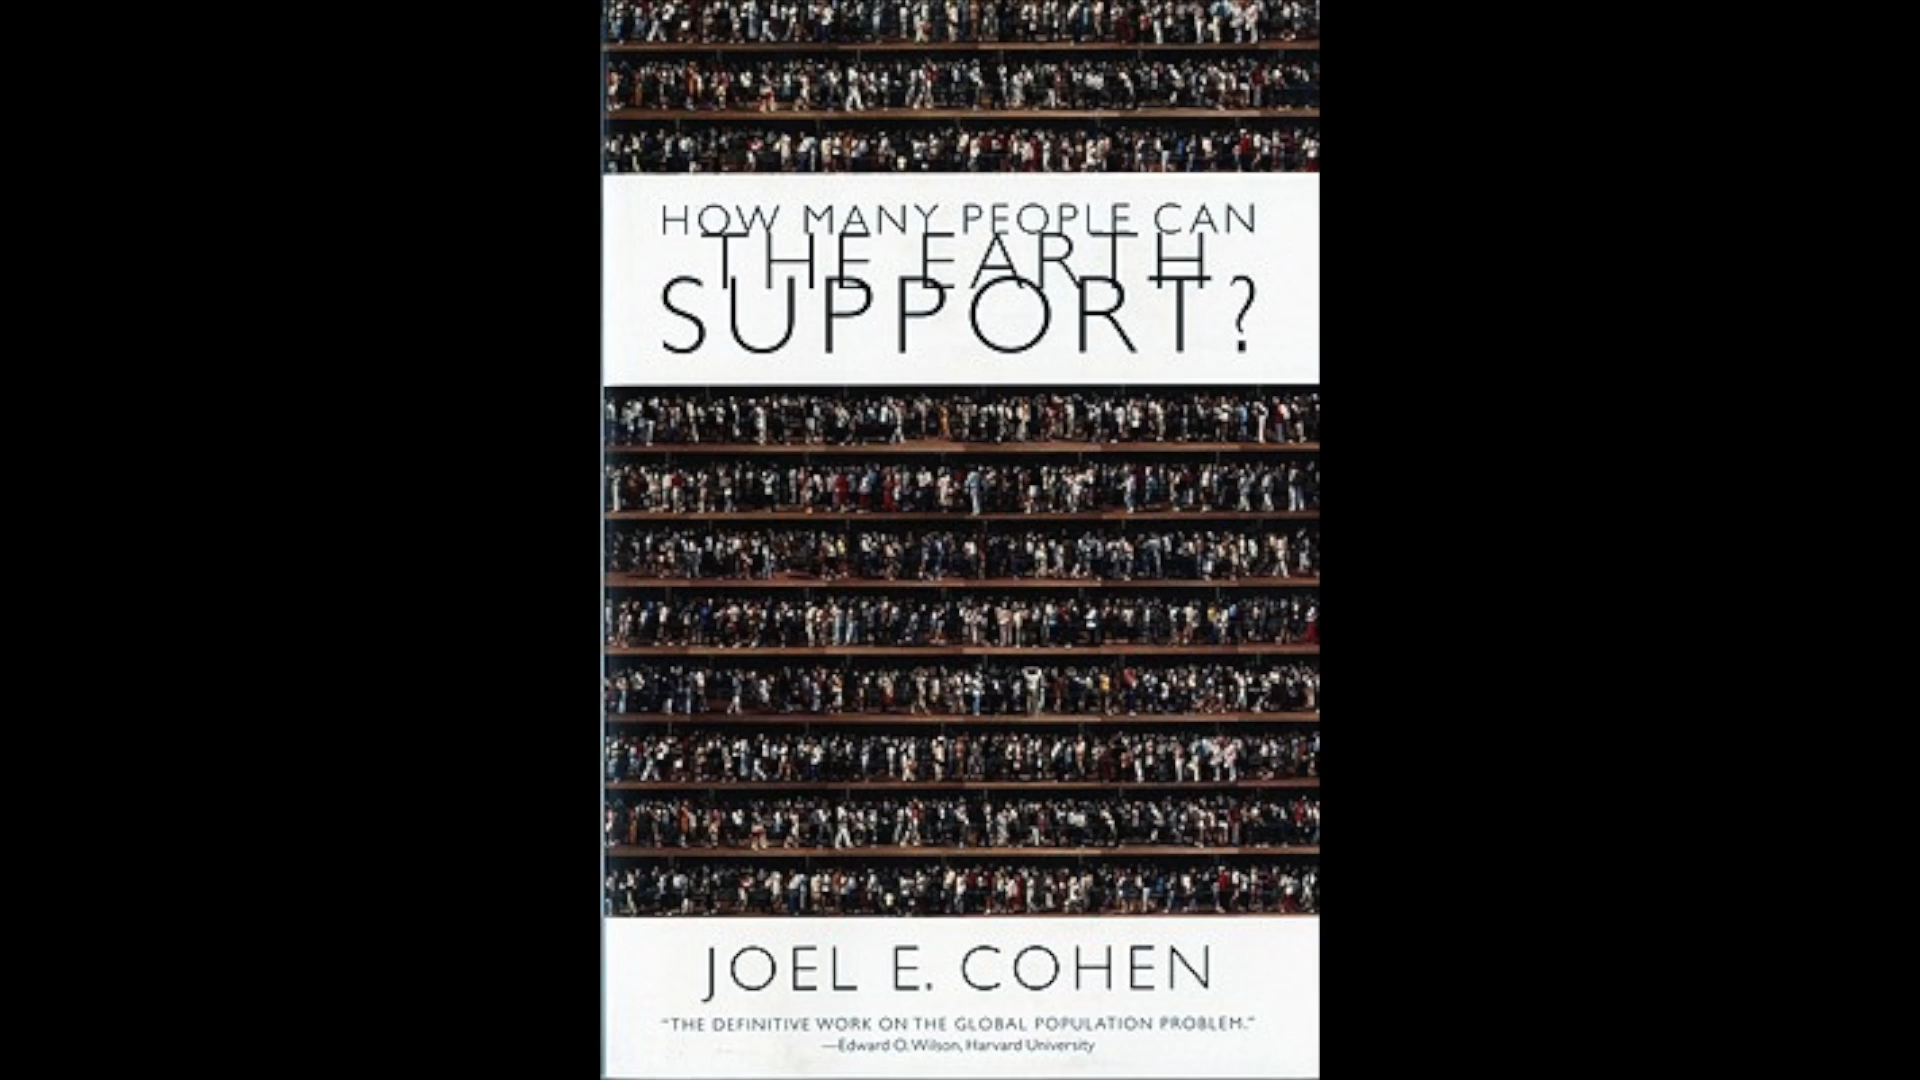 HOW MANY PEOPLE CAN
THE EARTH
SUPPORT?
JOEL E. COHEN
"THE DEFINITIVE WORK ON THE GLOBAL POPULATION PROBLEM."
—Edward O. Wilson, Harvard University